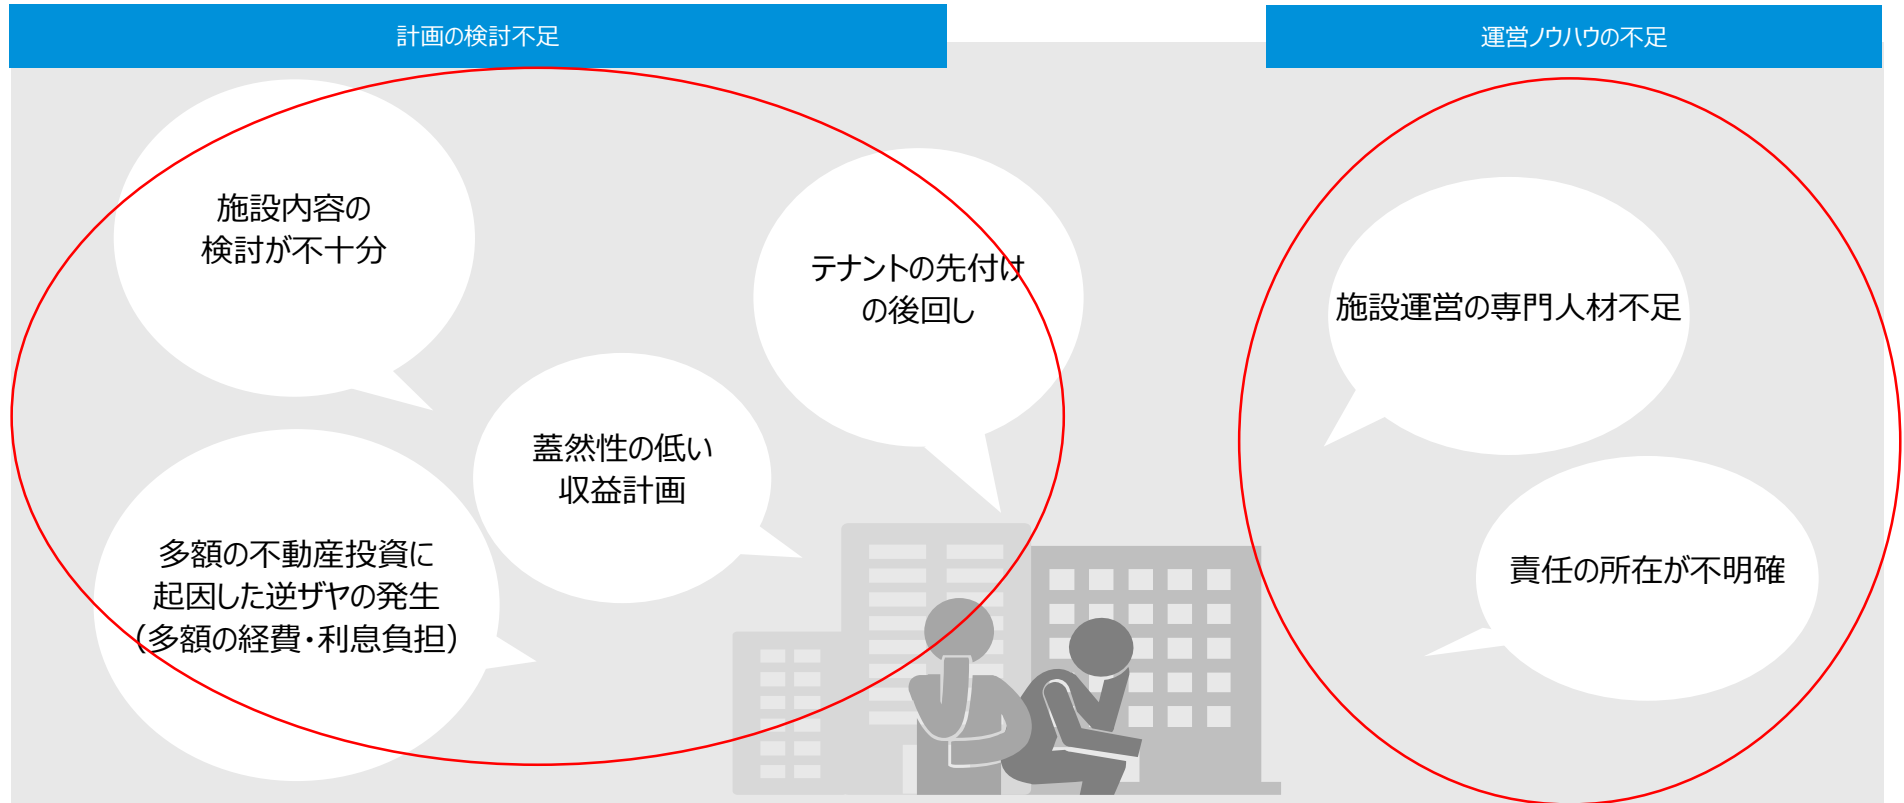 計画の検討不足
運営ノウハウの不足
施設内容の
検討が不十分
テナントの先付け
の後回し
蓋然性の低い
収益計画
多額の不動産投資に
起因した逆ザヤの発生
（多額の経費・利息負担）
施設運営の専門人材不足
責任の所在が不明確